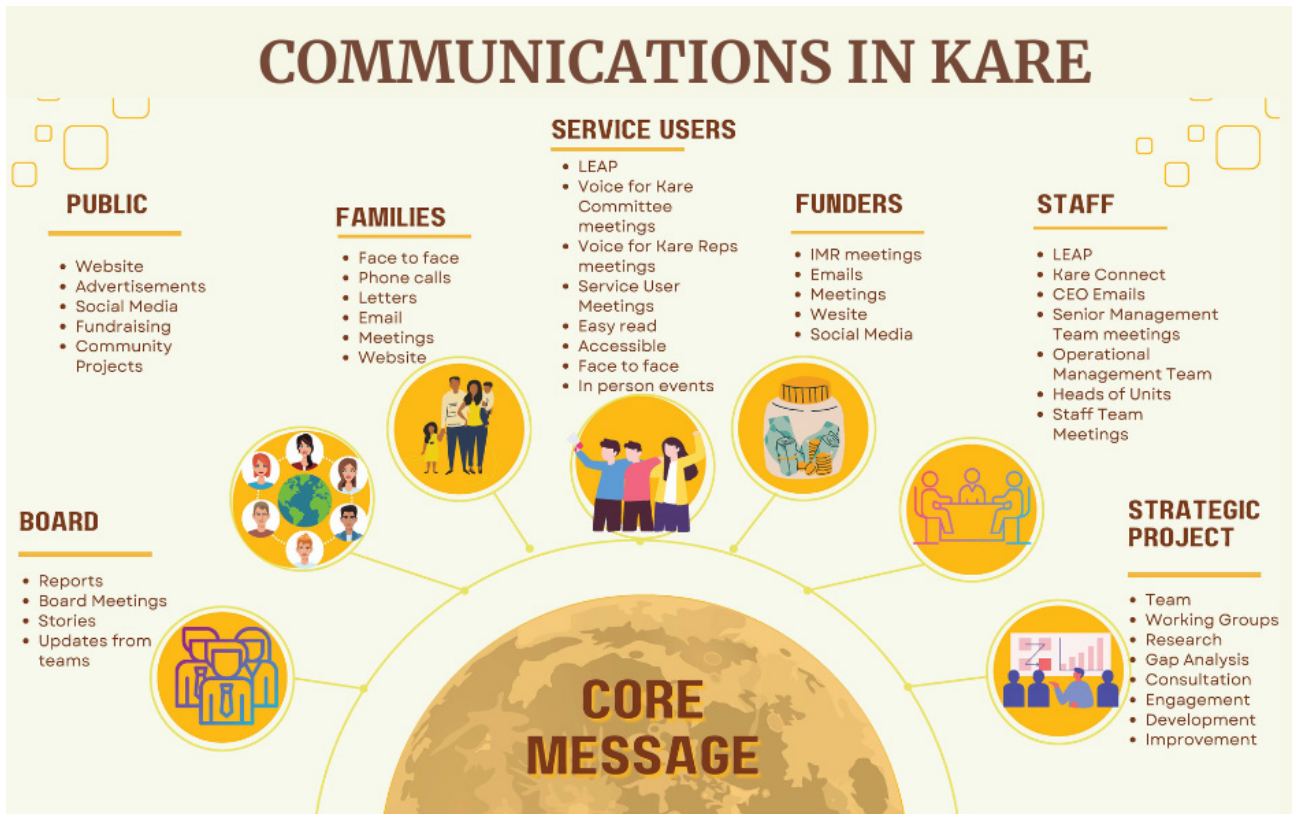 COMMUNICATIONS IN KARE
BOARD
• Reports
• Board Meetings
• Stories
• Updates from
teams
PUBLIC
• Website
• Advertisements
• Social Media
• Fundraising
• Community
Projects
FAMILIES
• Face to face
• Phone calls
• Letters
• Email
• Meetings
• Website
SERVICE USERS
• LEAP
• Voice for Kare
Committee
meetings
• Voice for Kare Reps
meetings
• Service User
Meetings
• Easy read
• Accessible
• Face to face
• In person events
FUNDERS
• IMR meetings
• Emails
• Meetings
• Wesite
• Social Media
STAFF
• LEAP
• Kare Connect
• CEO Emails
• Senior Management
Team meetings
• Operational
Management Team
• Heads of Units
• Staff Team
Meetings
STRATEGIC
PROJECT
• Team
• Working Groups
• Research
• Gap Analysis
• Consultation
• Engagement
• Development
• Improvement
CORE
MESSAGE